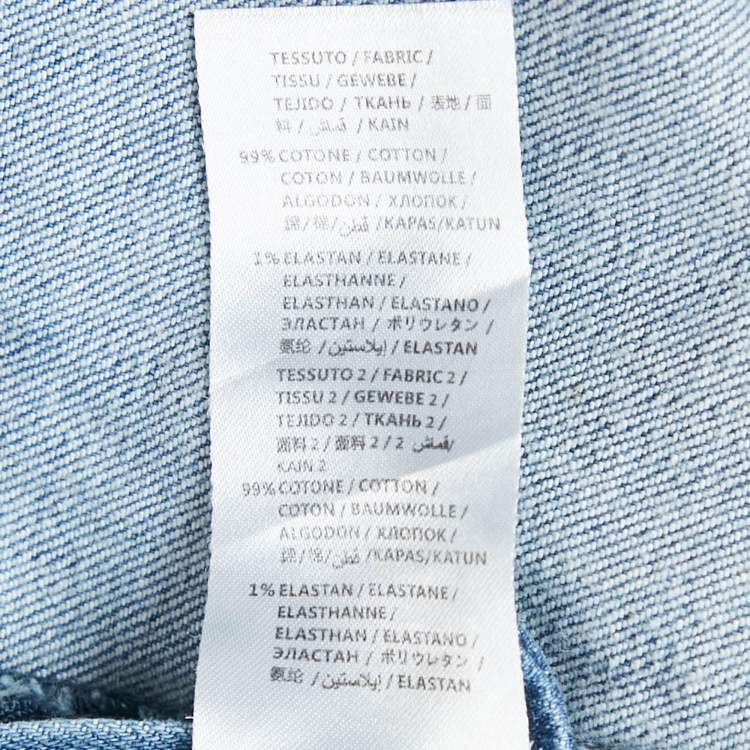 TESSUTO / FABRIC /
TISSU / GEWEBE /
TEJIDO / ТКАНЬ / 表地 / 面
料 / قماش / KAIN
99% COTONE / COTTON /
COTON / BAUMWOLLE /
ALGODON / ХЛОПОК /
綿 / 棉 / قطن / KAPAS/KATUN
1% ELASTAN / ELASTANE /
ELASTHANNE /
ELASTHAN / ELASTANO /
ЭЛАСТАН / ポリウレタン /
氨纶 / إيلاستين / ELASTAN
TESSUTO 2 / FABRIC 2 /
TISSU 2 / GEWEBE 2 /
TEJIDO 2 / ТКАНЬ 2 /
面料 2 / 面料 2 / 2 قماش/
KAIN 2
99% COTONE / COTTON /
COTON / BAUMWOLLE /
ALGODON / ХЛОПОК /
綿 / 棉 / قطن / KAPAS/KATUN
1% ELASTAN / ELASTANE /
ELASTHANNE /
ELASTHAN / ELASTANO /
ЭЛАСТАН / ポリウレタン /
氨纶 / إيلاستين / ELASTAN